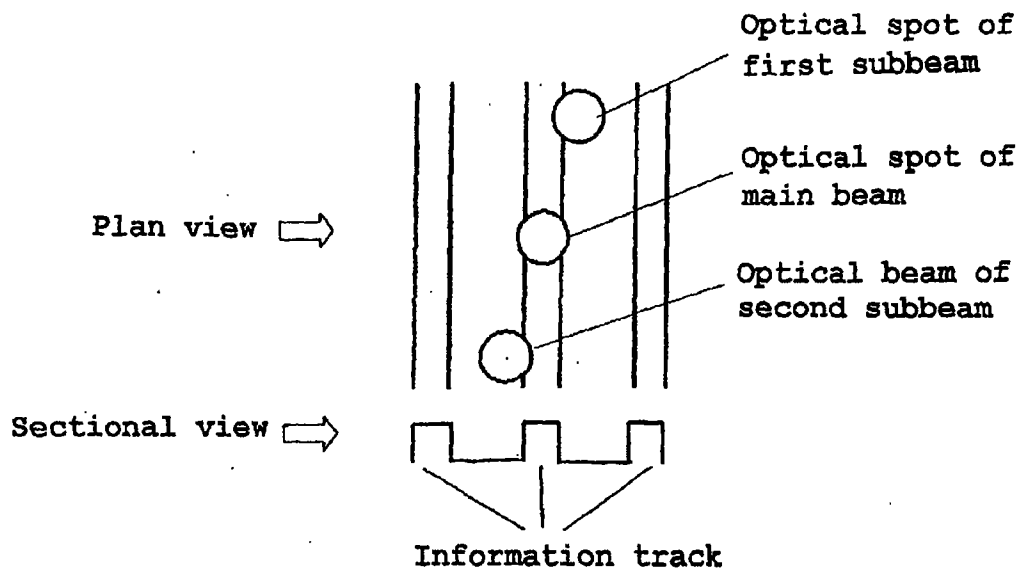 Optical spot of
first subbeam
Optical spot of
main beam
Plan view
Optical beam of
second subbeam
Sectional view
Information track